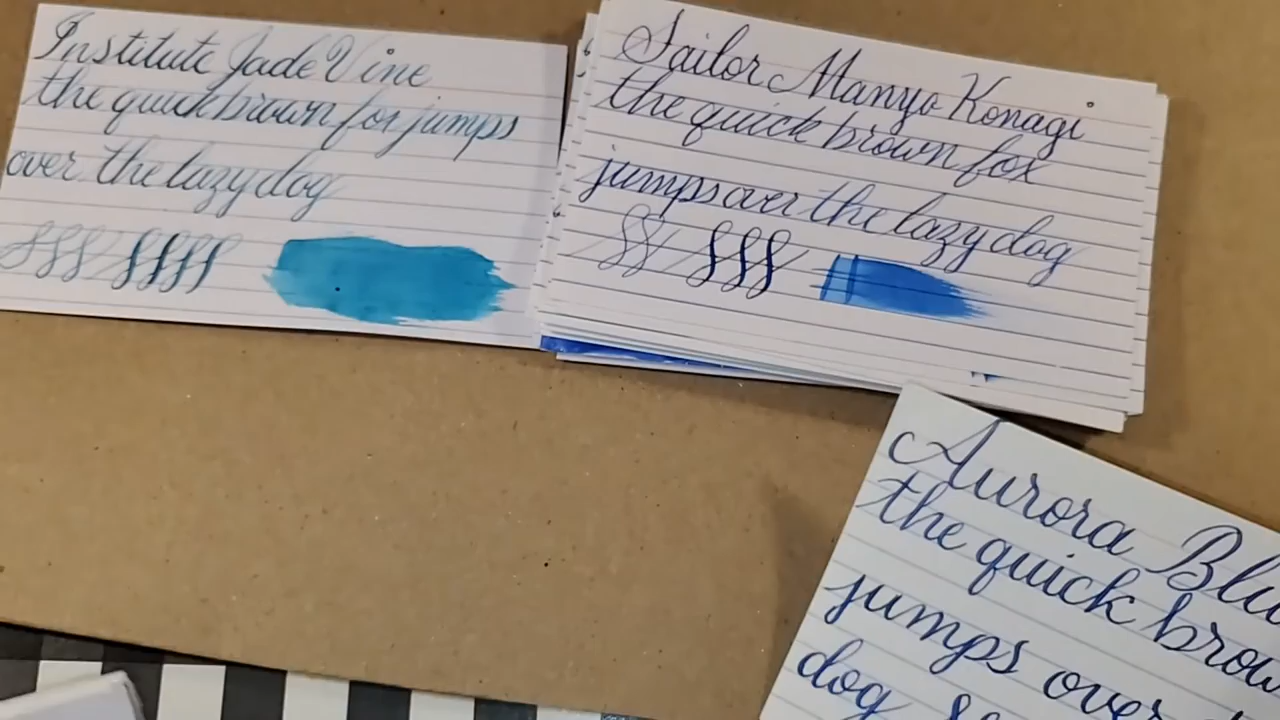 Institute Jade Vine
the quick brown fox jumps
over the lazy dog
Sailor Manyo Konagi
the quick brown fox
jumps over the lazy dog
Aurora Blu
the quick brow
jumps over
dog